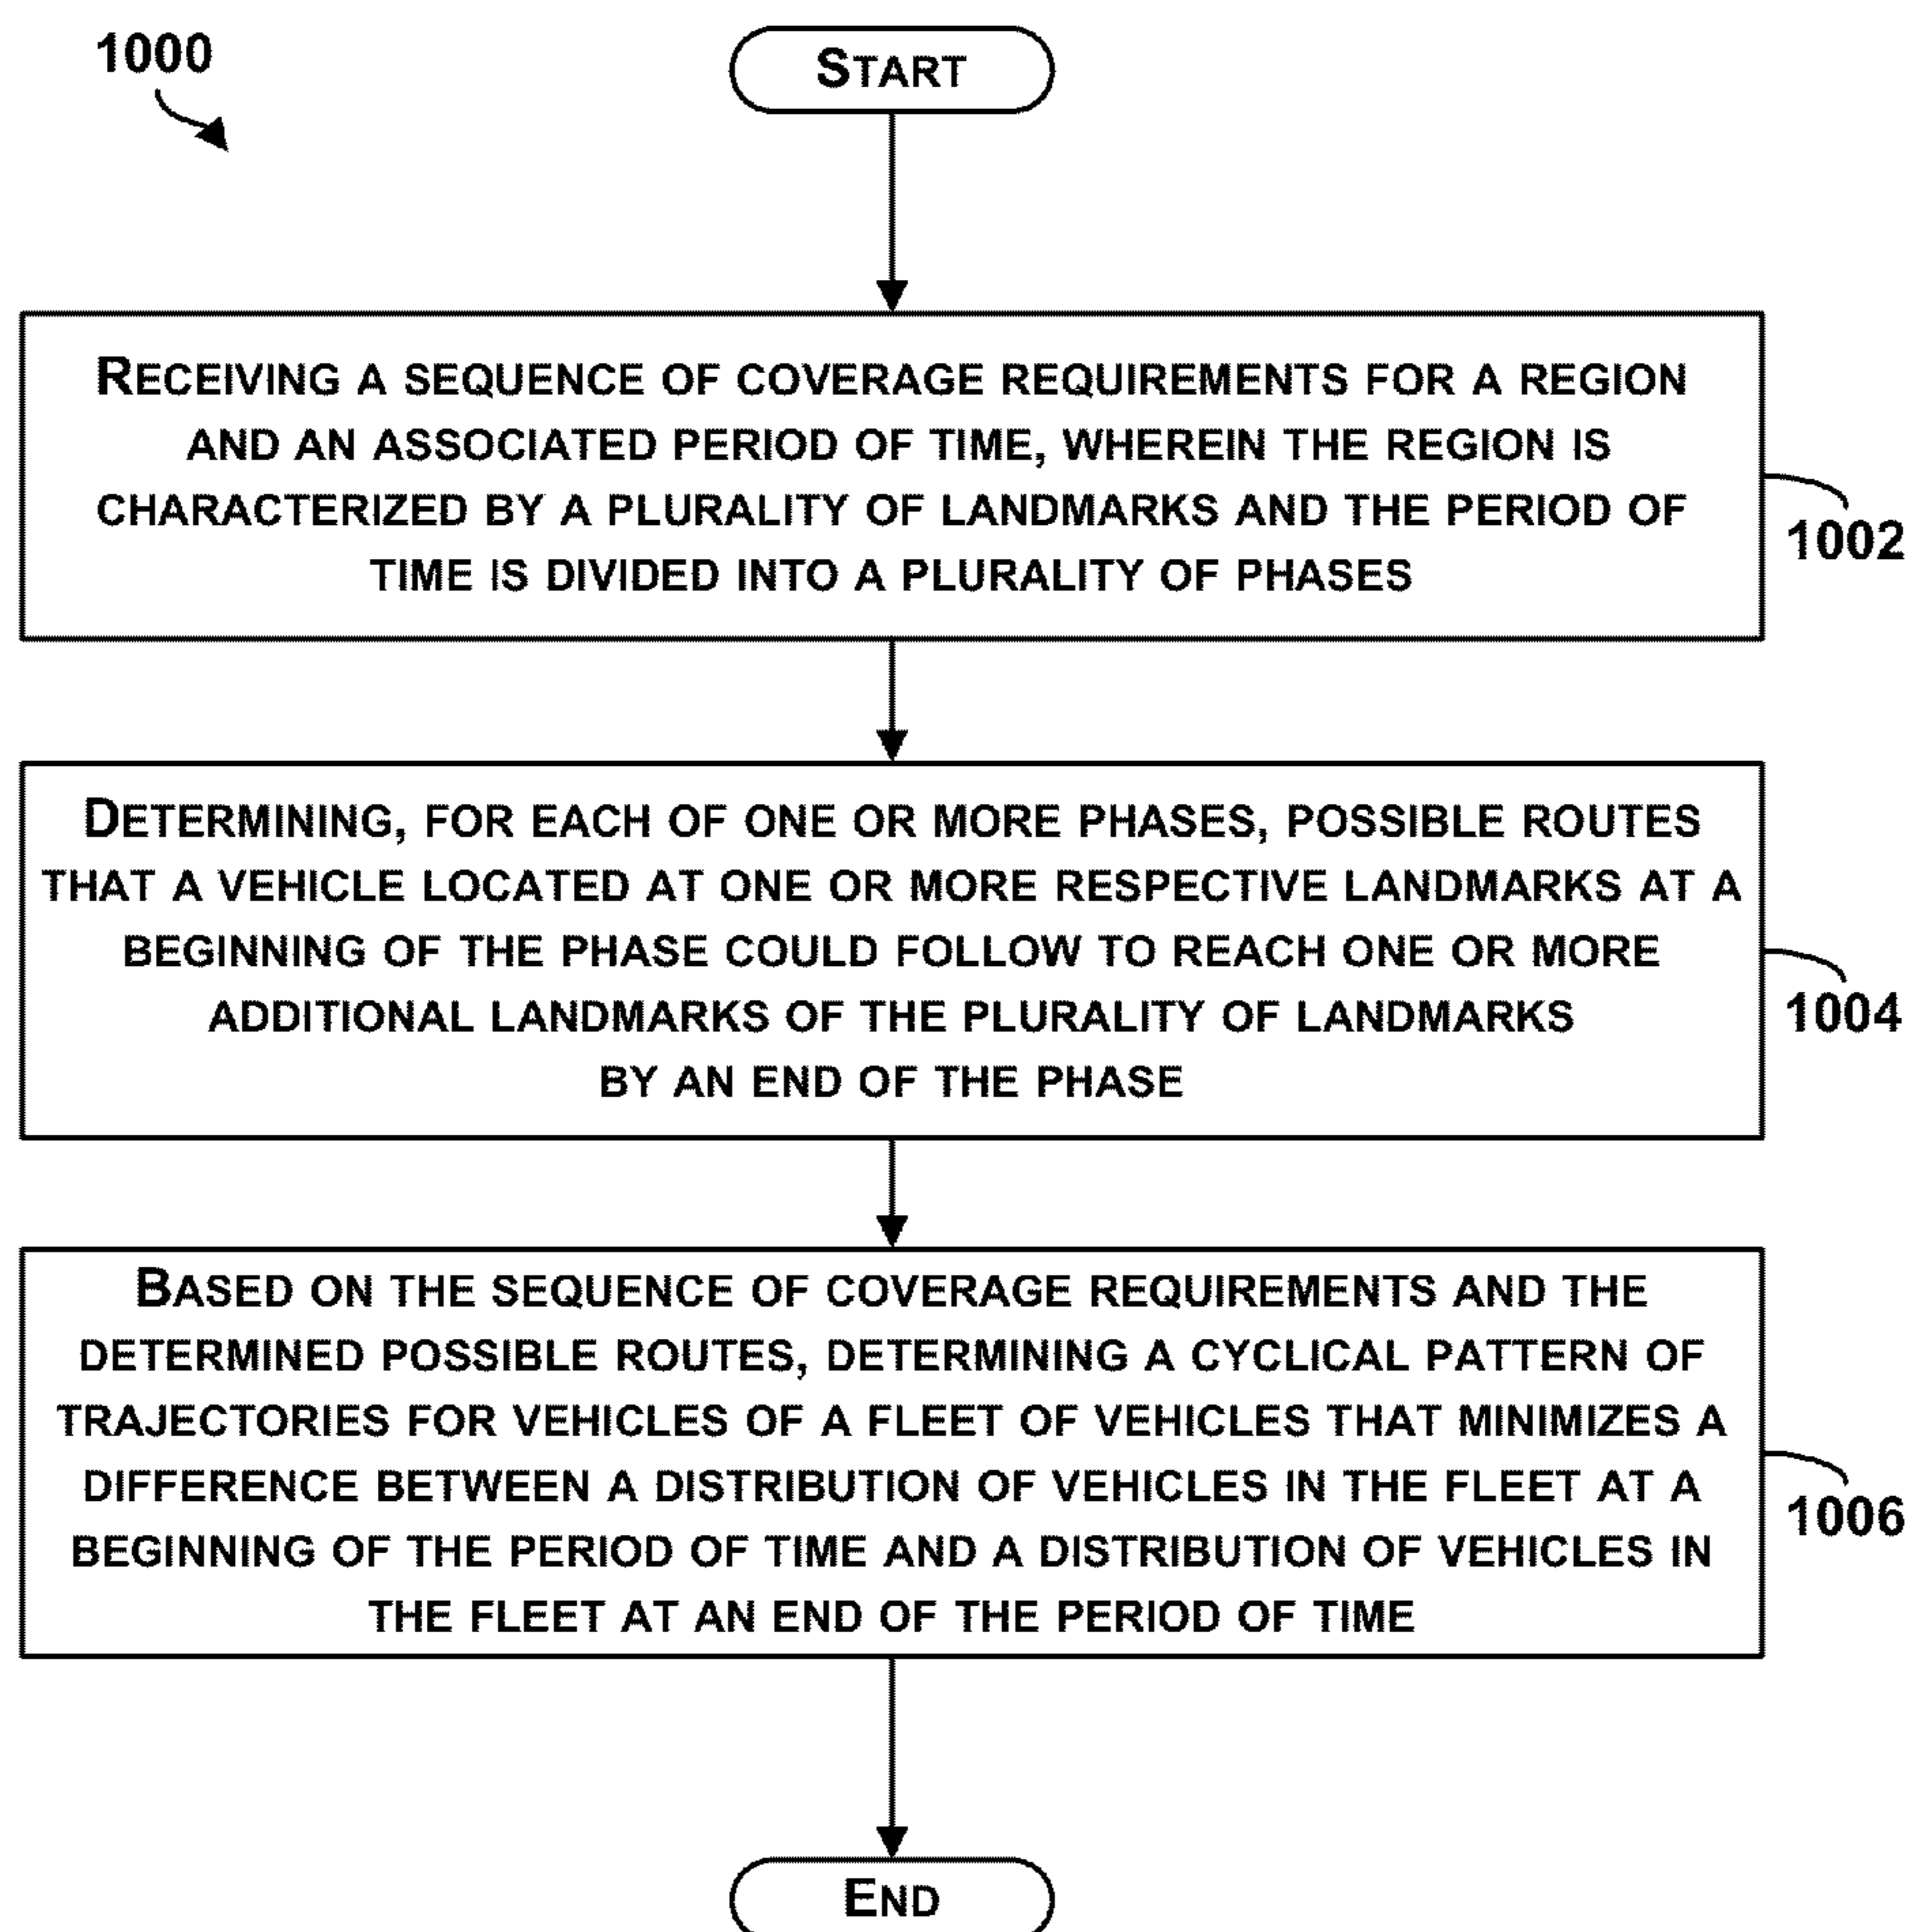 1000
START
RECEIVING A SEQUENCE OF COVERAGE REQUIREMENTS FOR A REGION
AND AN ASSOCIATED PERIOD OF TIME, WHEREIN THE REGION IS
CHARACTERIZED BY A PLURALITY OF LANDMARKS AND THE PERIOD OF
TIME IS DIVIDED INTO A PLURALITY OF PHASES
1002
DETERMINING, FOR EACH OF ONE OR MORE PHASES, POSSIBLE ROUTES
THAT A VEHICLE LOCATED AT ONE OR MORE RESPECTIVE LANDMARKS AT A
BEGINNING OF THE PHASE COULD FOLLOW TO REACH ONE OR MORE
ADDITIONAL LANDMARKS OF THE PLURALITY OF LANDMARKS
BY AN END OF THE PHASE
1004
BASED ON THE SEQUENCE OF COVERAGE REQUIREMENTS AND THE
DETERMINED POSSIBLE ROUTES, DETERMINING A CYCLICAL PATTERN OF
TRAJECTORIES FOR VEHICLES OF A FLEET OF VEHICLES THAT MINIMIZES A
DIFFERENCE BETWEEN A DISTRIBUTION OF VEHICLES IN THE FLEET AT A
BEGINNING OF THE PERIOD OF TIME AND A DISTRIBUTION OF VEHICLES IN
THE FLEET AT AN END OF THE PERIOD OF TIME
1006
END